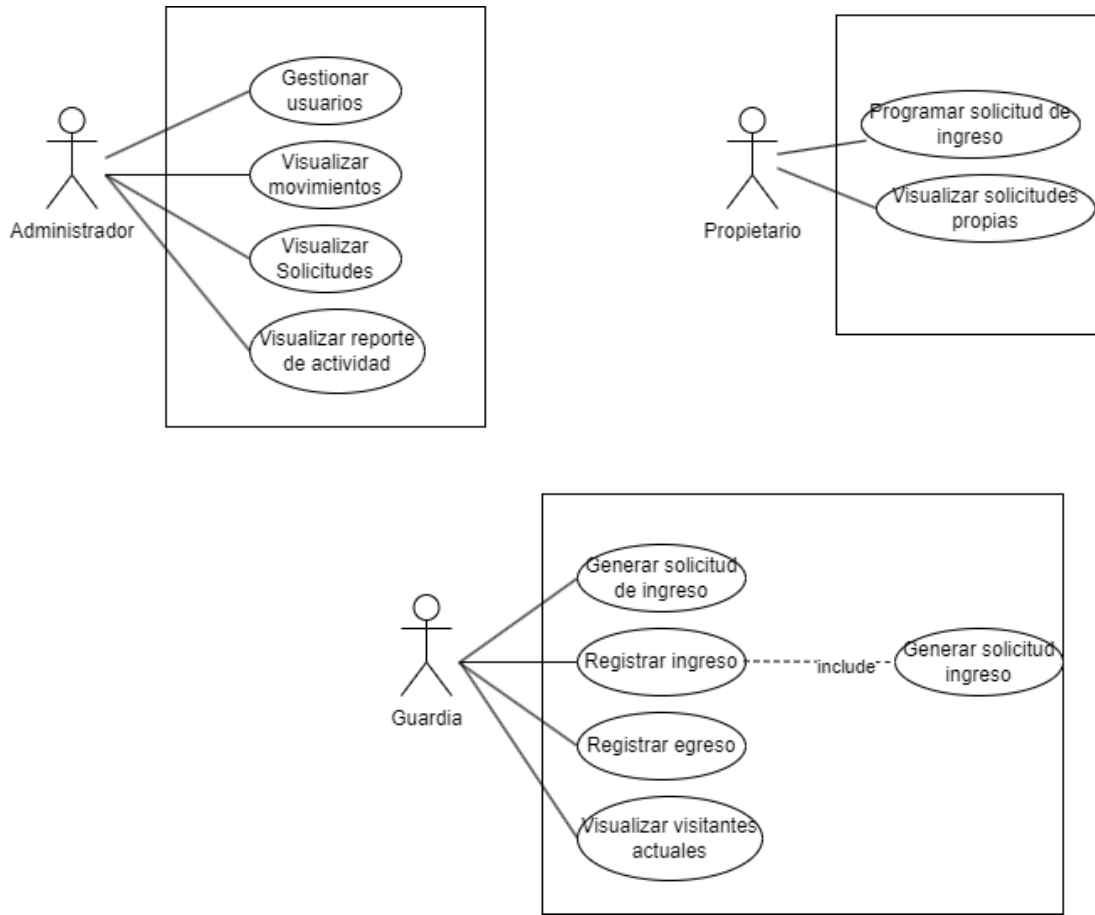 Gestionar
usuarios
Visualizar
movimientos
Visualizar
Solicitudes
Visualizar reporte
de actividad
Administrador
Programar solicitud de
ingreso
Visualizar solicitudes
propias
Propietario
Generar solicitud
de ingreso
Registrar ingreso
include
Generar solicitud
ingreso
Registrar egreso
Visualizar visitantes
actuales
Guardia